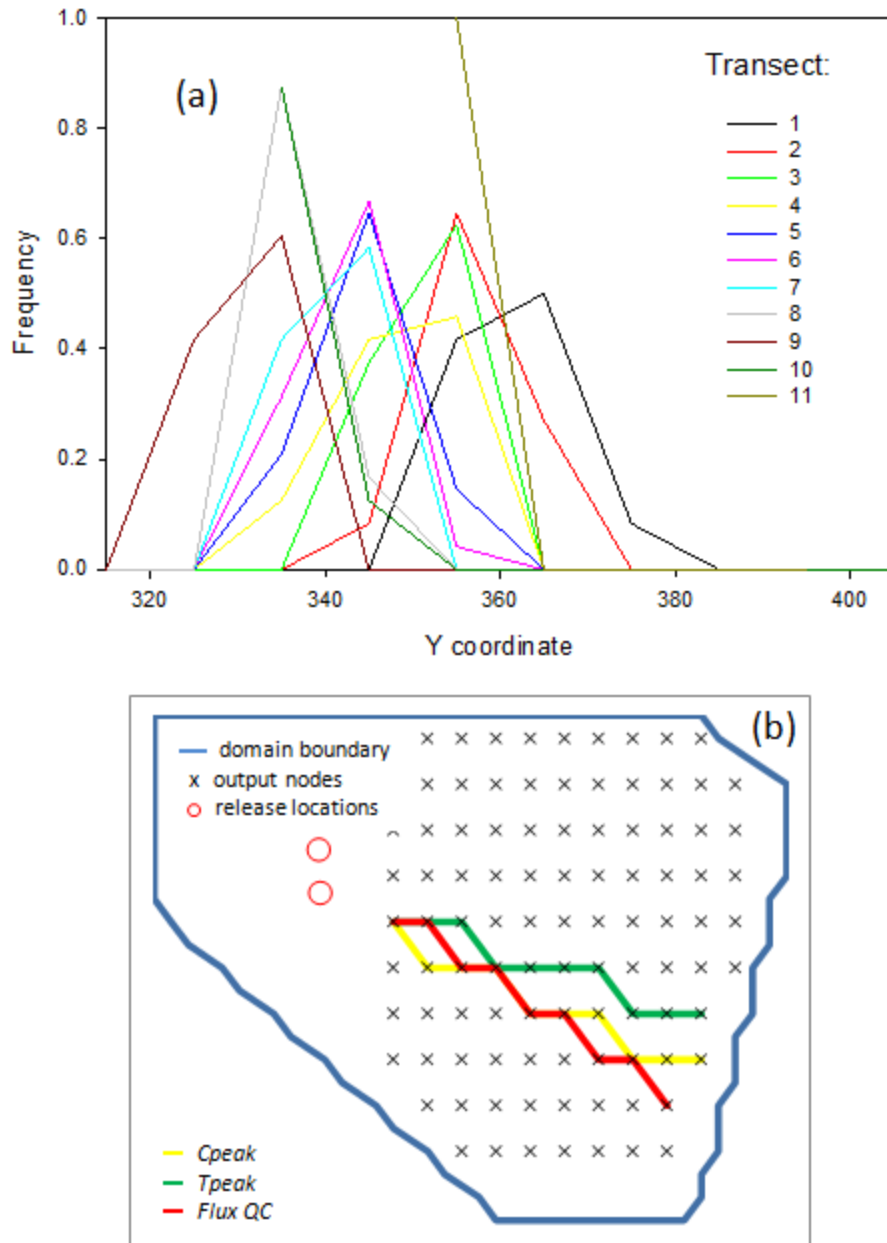 1.0
(a)
Transect:
0.8
1
2
3
0.6
4
5
6
Frequency
7
0.4
8
9
10
11
0.2
0.0
320 340 360 380 400
Y coordinate
(b)
domain boundary
x output nodes
release locations
Cpeak
Tpeak
Flux QC